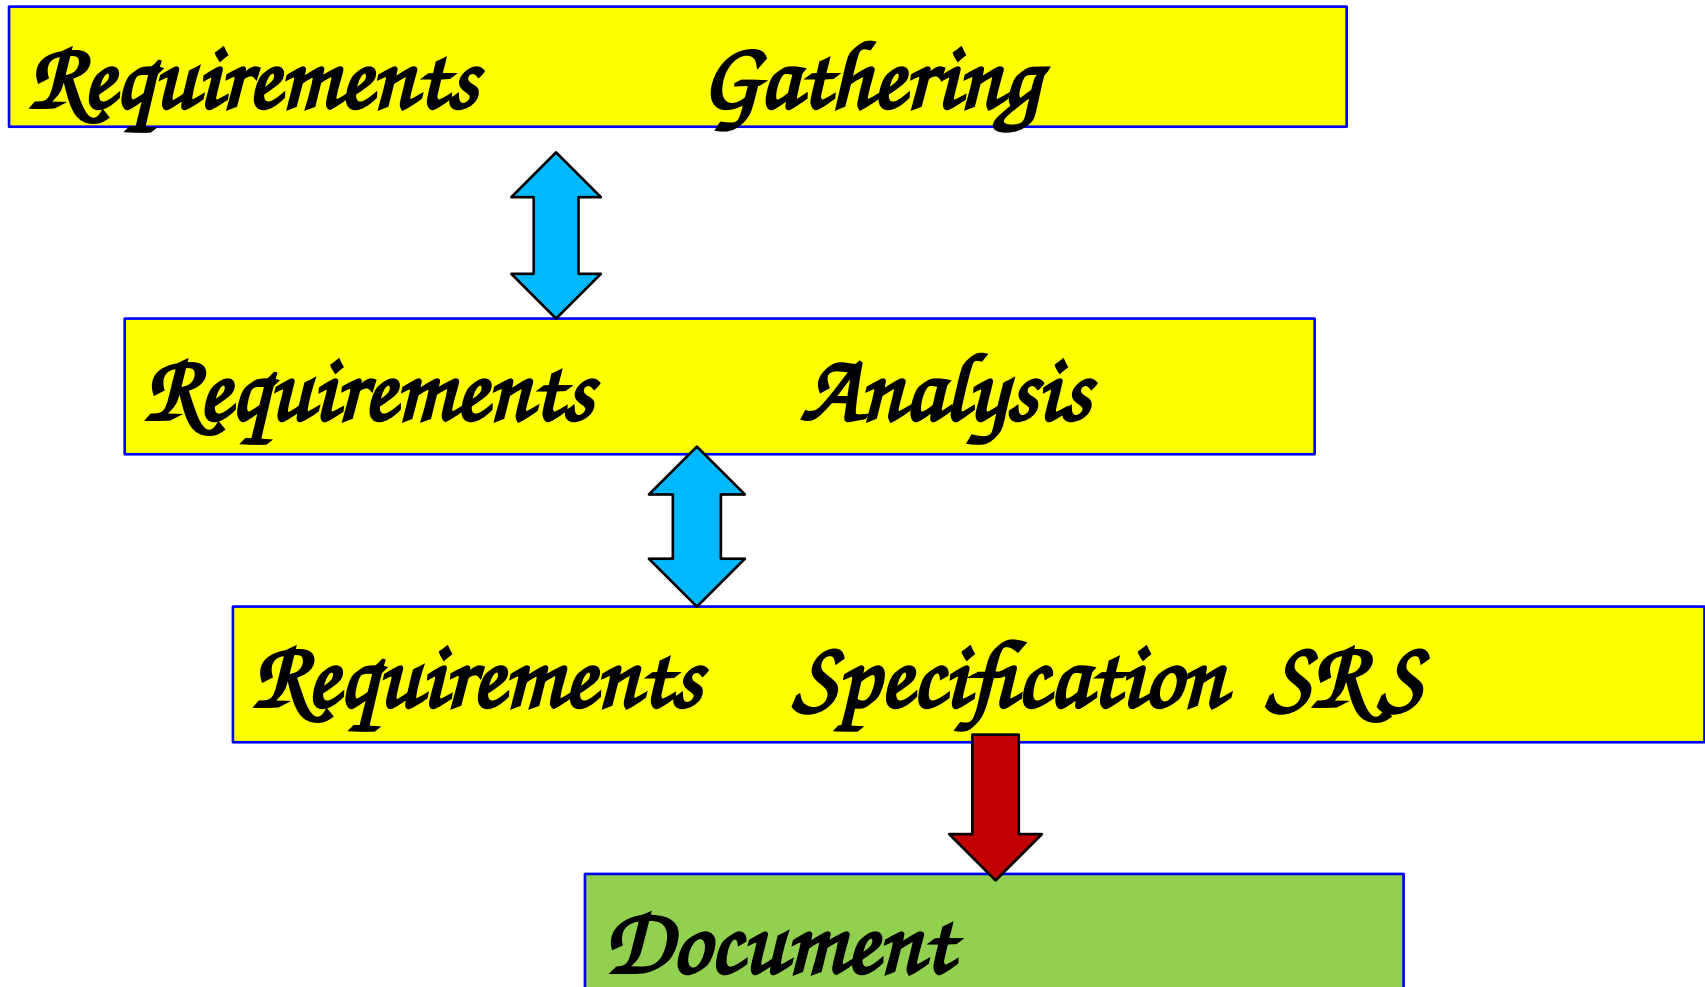 Requirements Gathering
Requirements Analysis
Requirements Specification SRS
Document